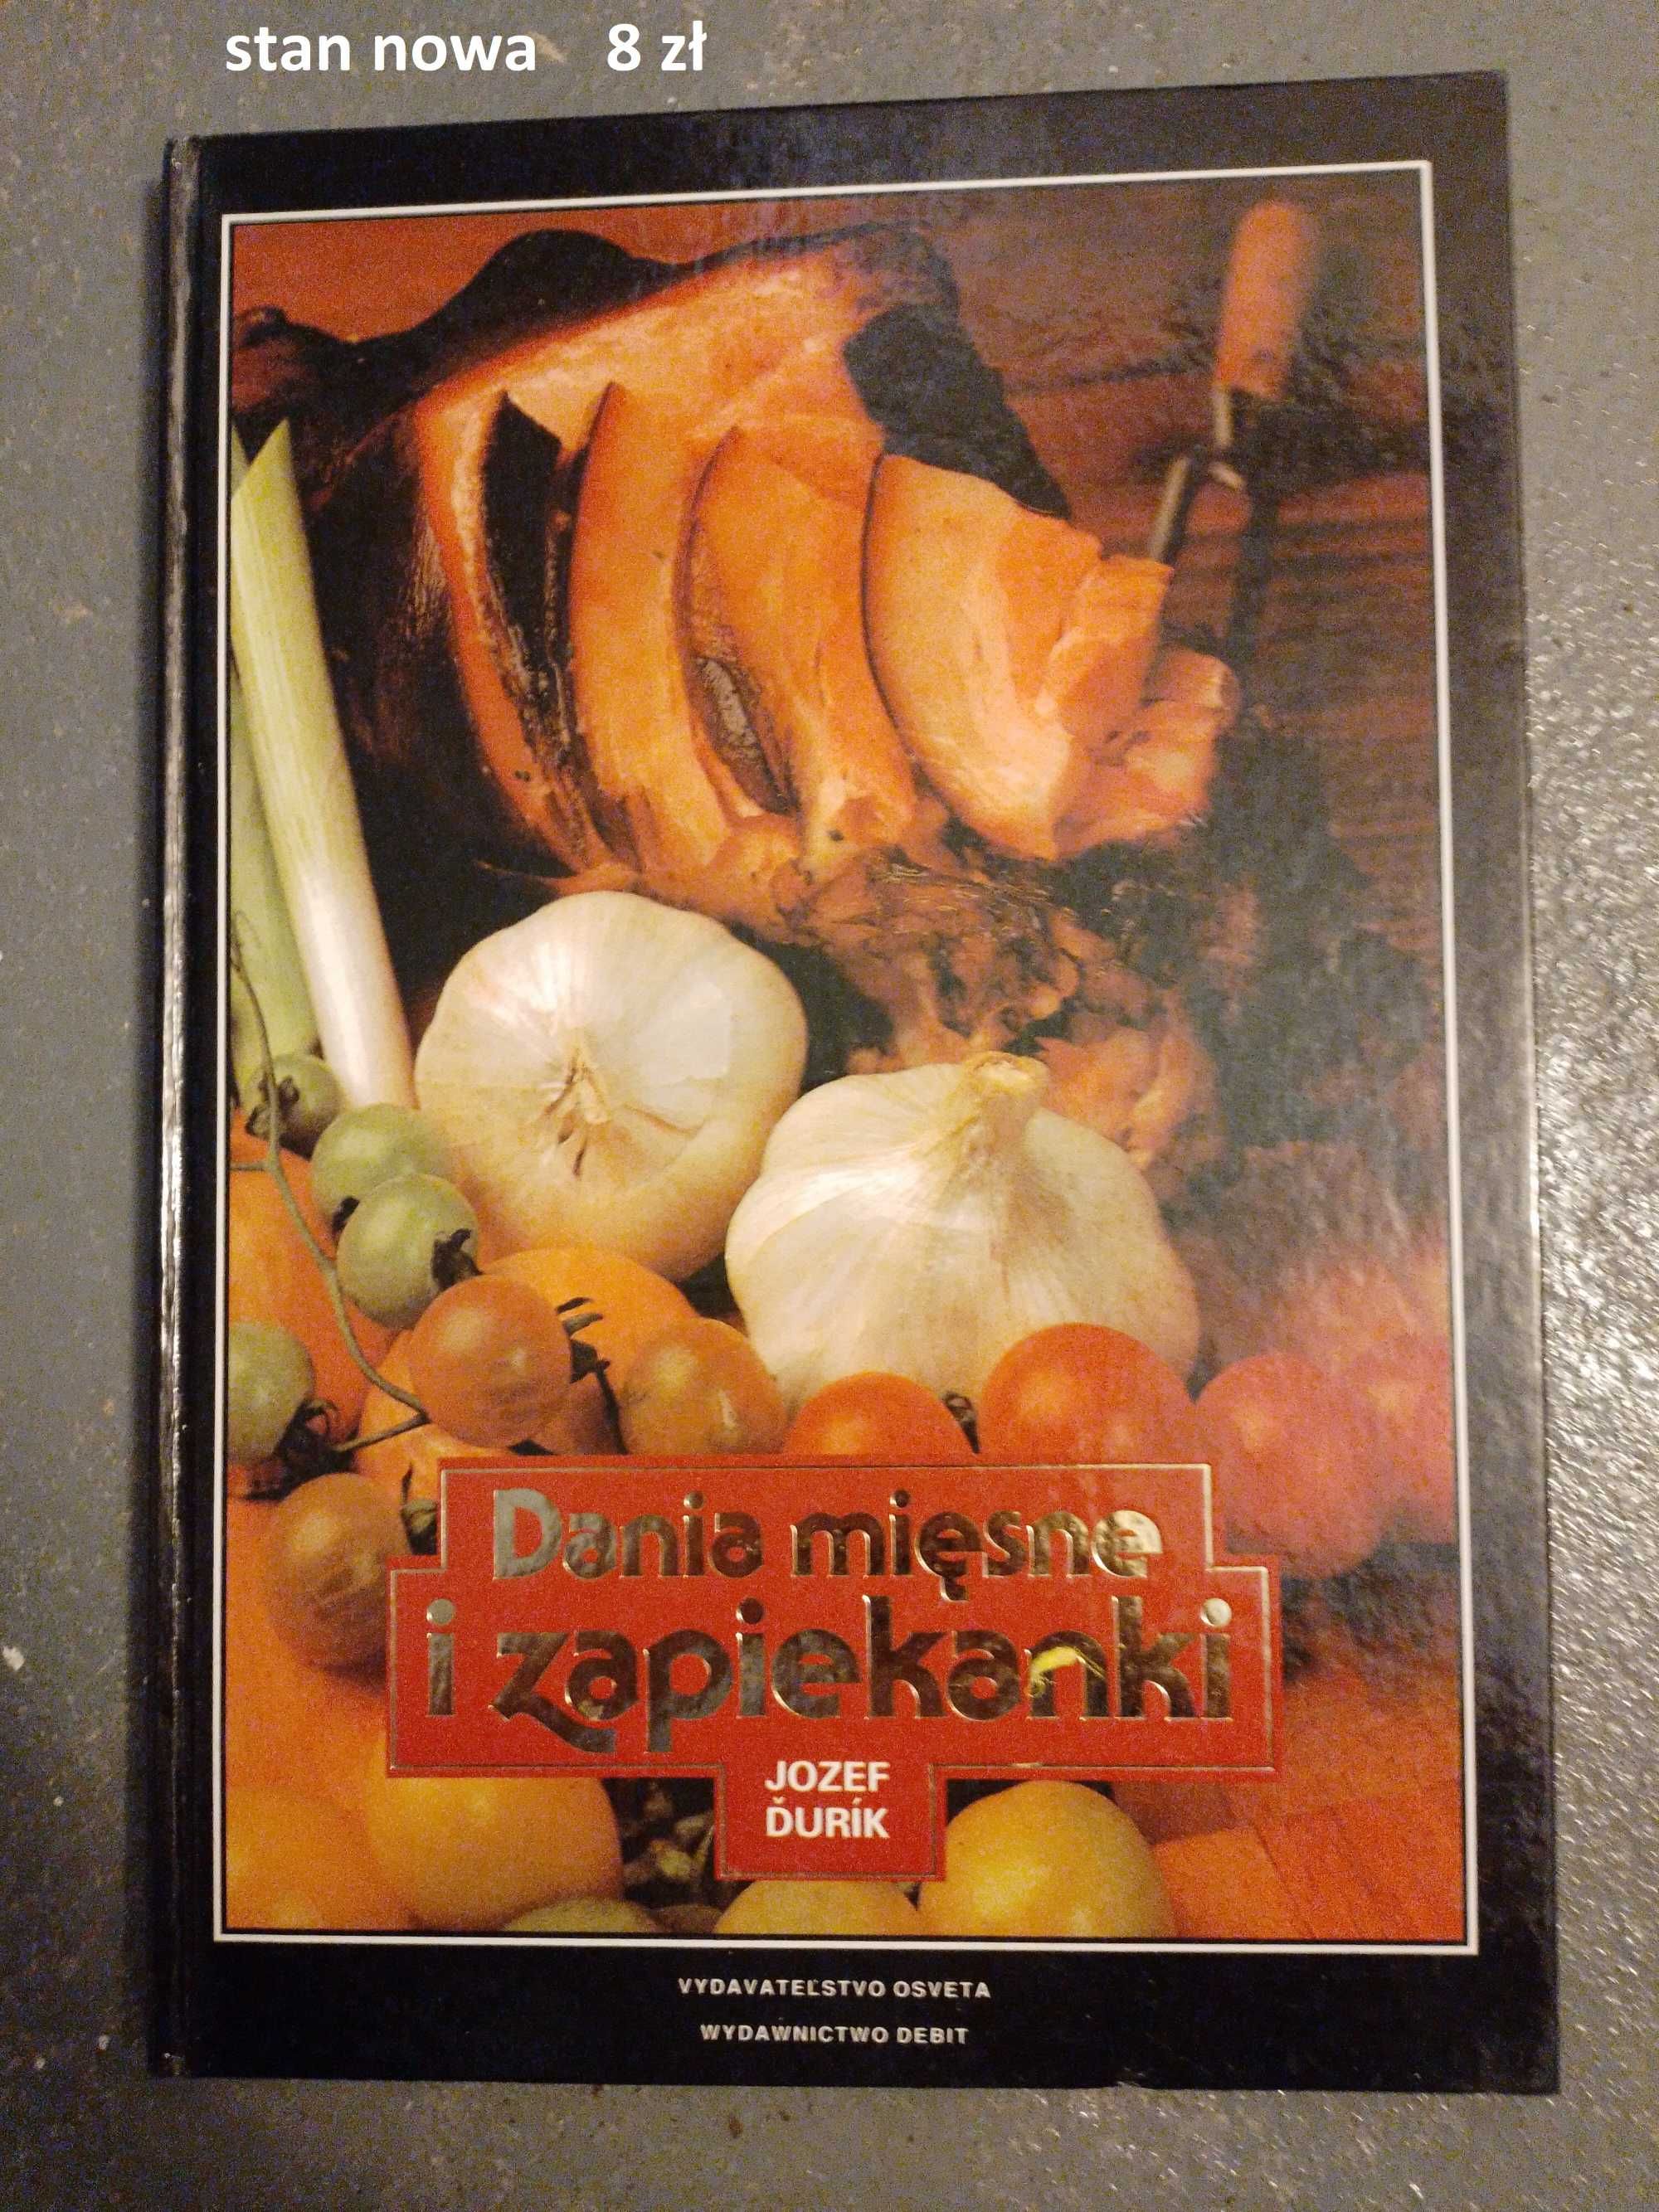 stan nowa 8 zł
Dania mięsne
i zapiekanki
JOZEF
ĎURÍK
VYDAVATEĽSTVO OSVETA
WYDAWNICTWO DEBIT